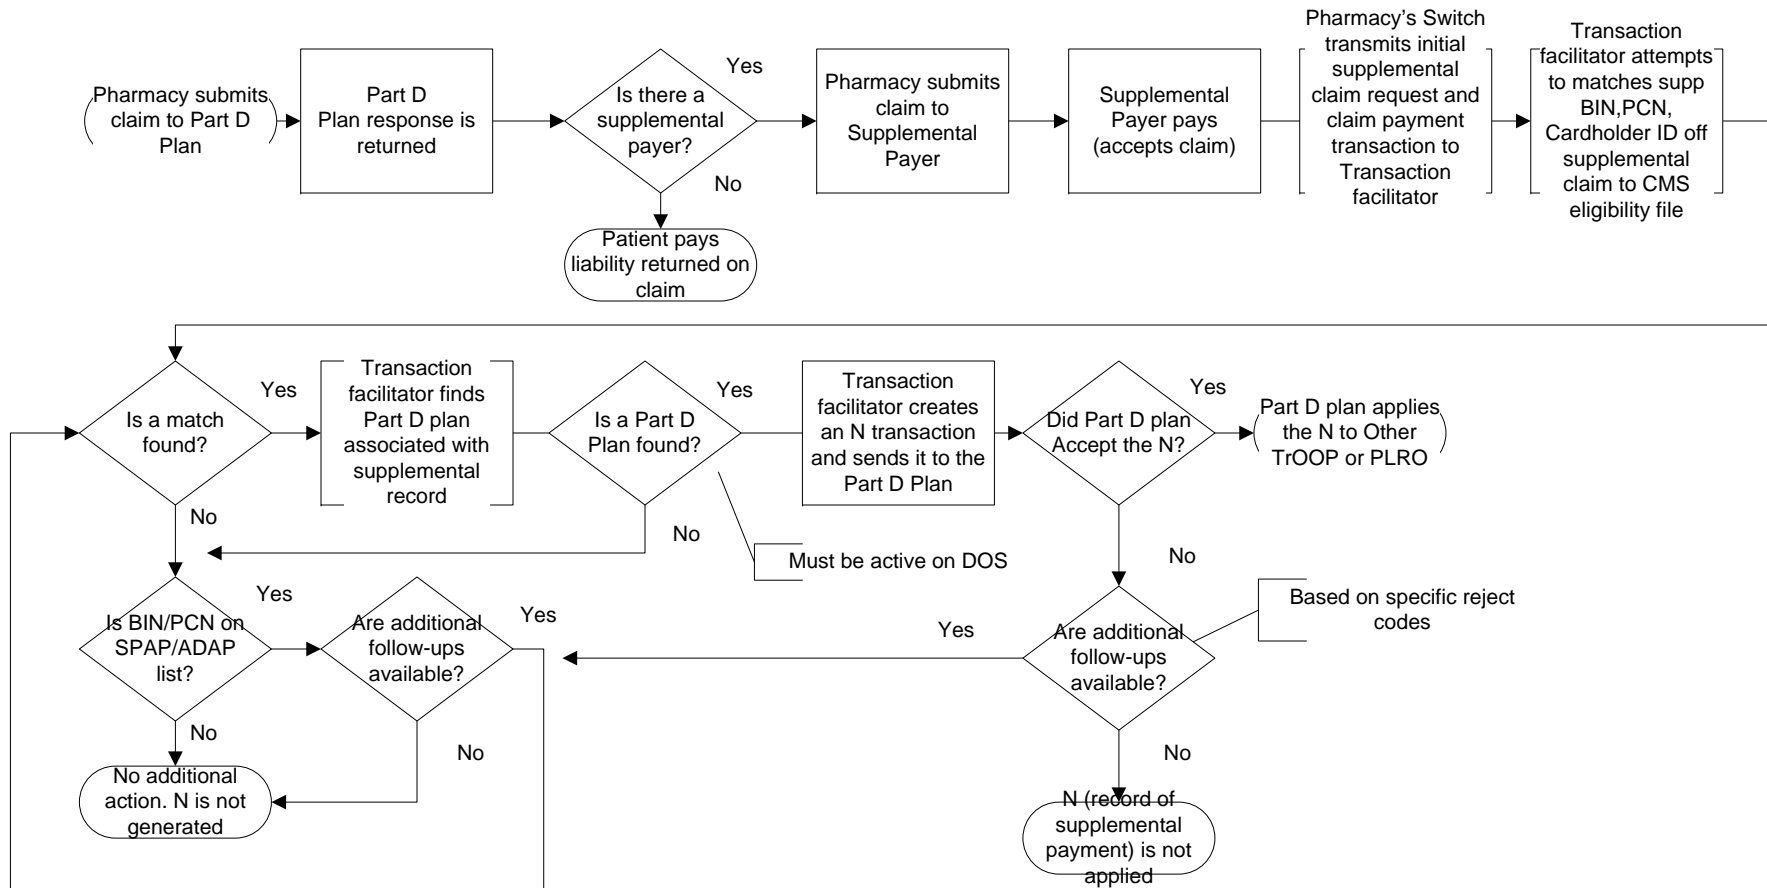 Pharmacy submits
claim to Part D
Plan
Part D
Plan response is
returned
Is there a
supplemental
payer?
Yes
No
Patient pays
liability returned on
claim
Pharmacy submits
claim to
Supplemental
Payer
Supplemental
Payer pays
(accepts claim)
Pharmacy’s Switch
transmits initial
supplemental
claim request and
claim payment
transaction to
Transaction
facilitator
Transaction
facilitator attempts
to matches supp
BIN,PCN,
Cardholder ID off
supplemental
claim to CMS
eligibility file
Is a match
found?
Yes
No
Transaction
facilitator finds
Part D plan
associated with
supplemental
record
Is a Part D
Plan found?
Yes
No
Must be active on DOS
Transaction
facilitator creates
an N transaction
and sends it to the
Part D Plan
Did Part D plan
Accept the N?
Yes
No
Part D plan applies
the N to Other
TrOOP or PLRO
Is BIN/PCN on
SPAP/ADAP
list?
Yes
No
Are additional
follow-ups
available?
Yes
No
No additional
action. N is not
generated
Are additional
follow-ups
available?
Yes
No
Based on specific reject
codes
N (record of
supplemental
payment) is not
applied